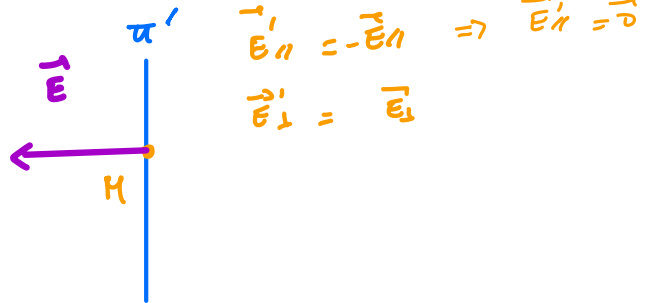 π'
E⃗'∥ = -E⃗∥ ⇒ E⃗'∥ = 0⃗
E⃗
E⃗'⊥ = E⃗⊥
M